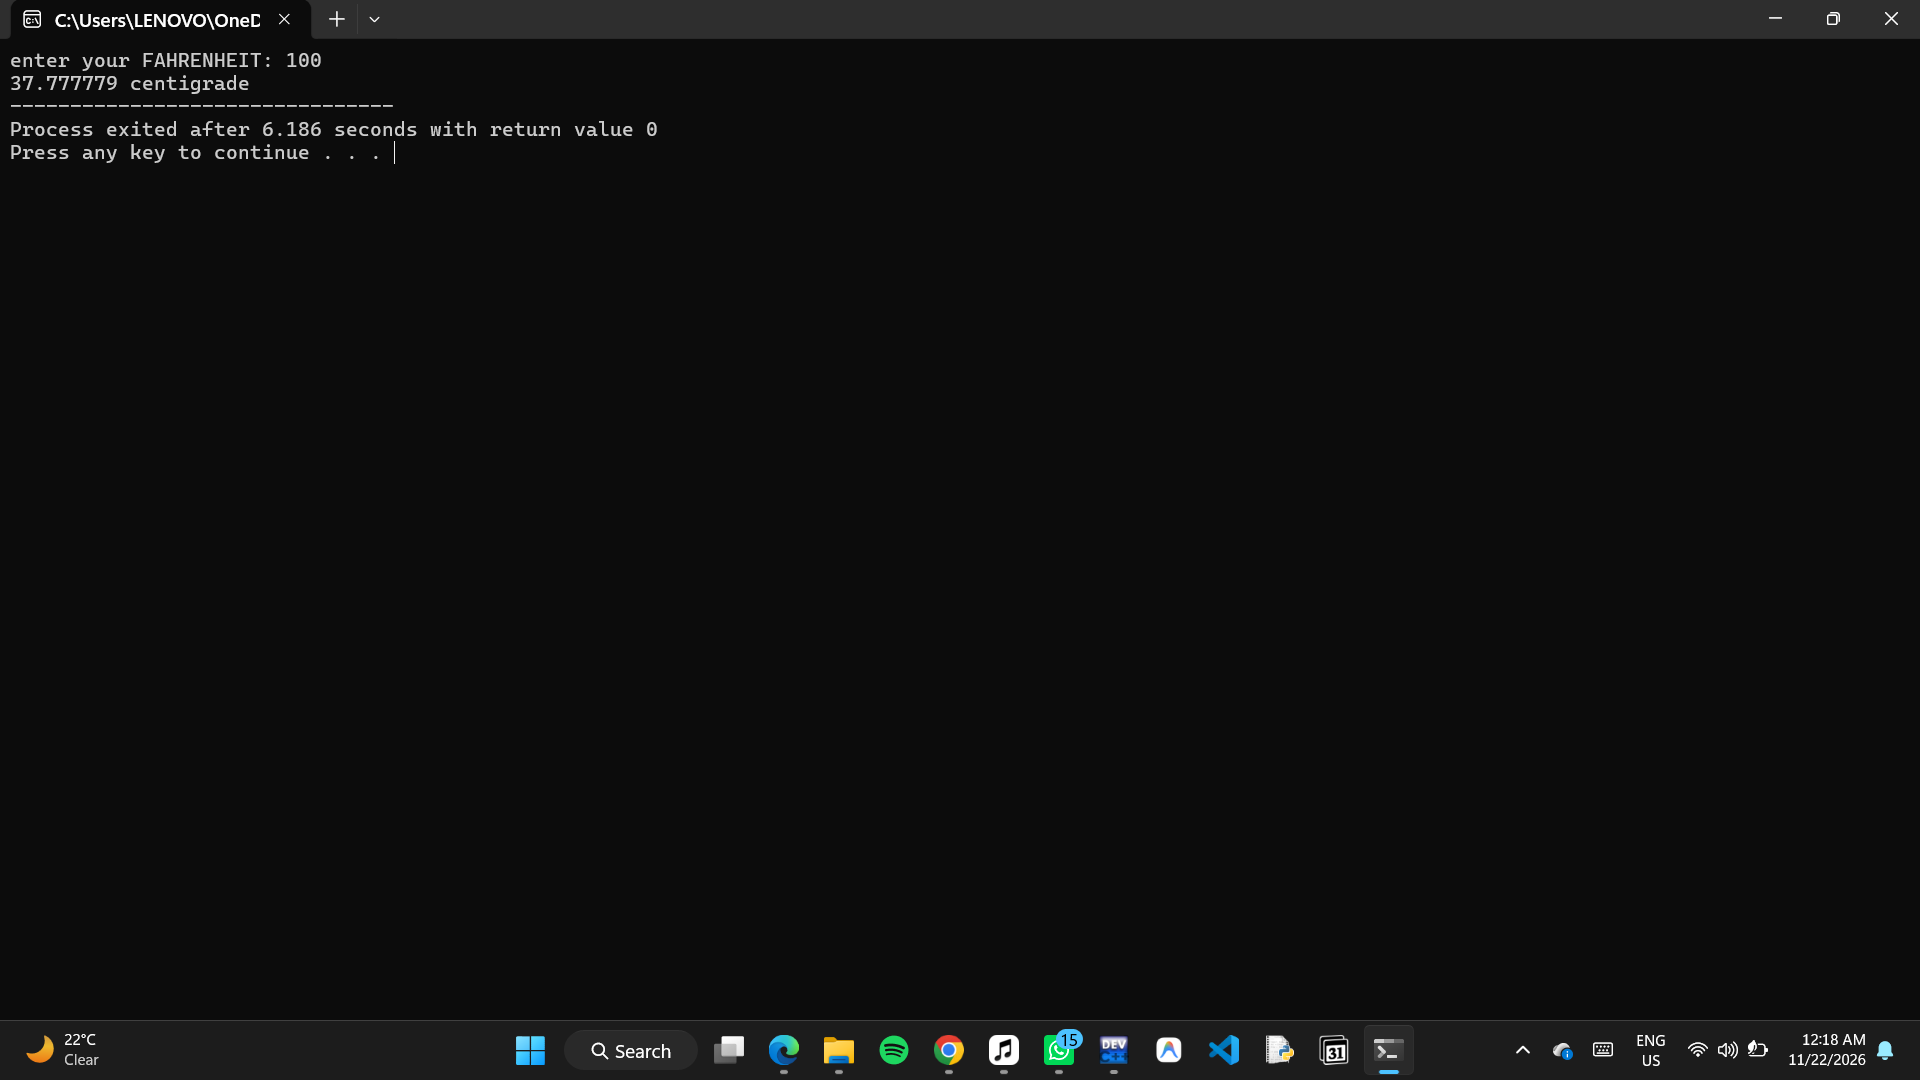 C:\Users\LENOVO\OneD
enter your FAHRENHEIT: 100
37.777779 centigrade
--------------------------------
Process exited after 6.186 seconds with return value 0
Press any key to continue . . .
22°C
Clear
Search
15
DEV
C++
31
ENG
US
12:18 AM
11/22/2026